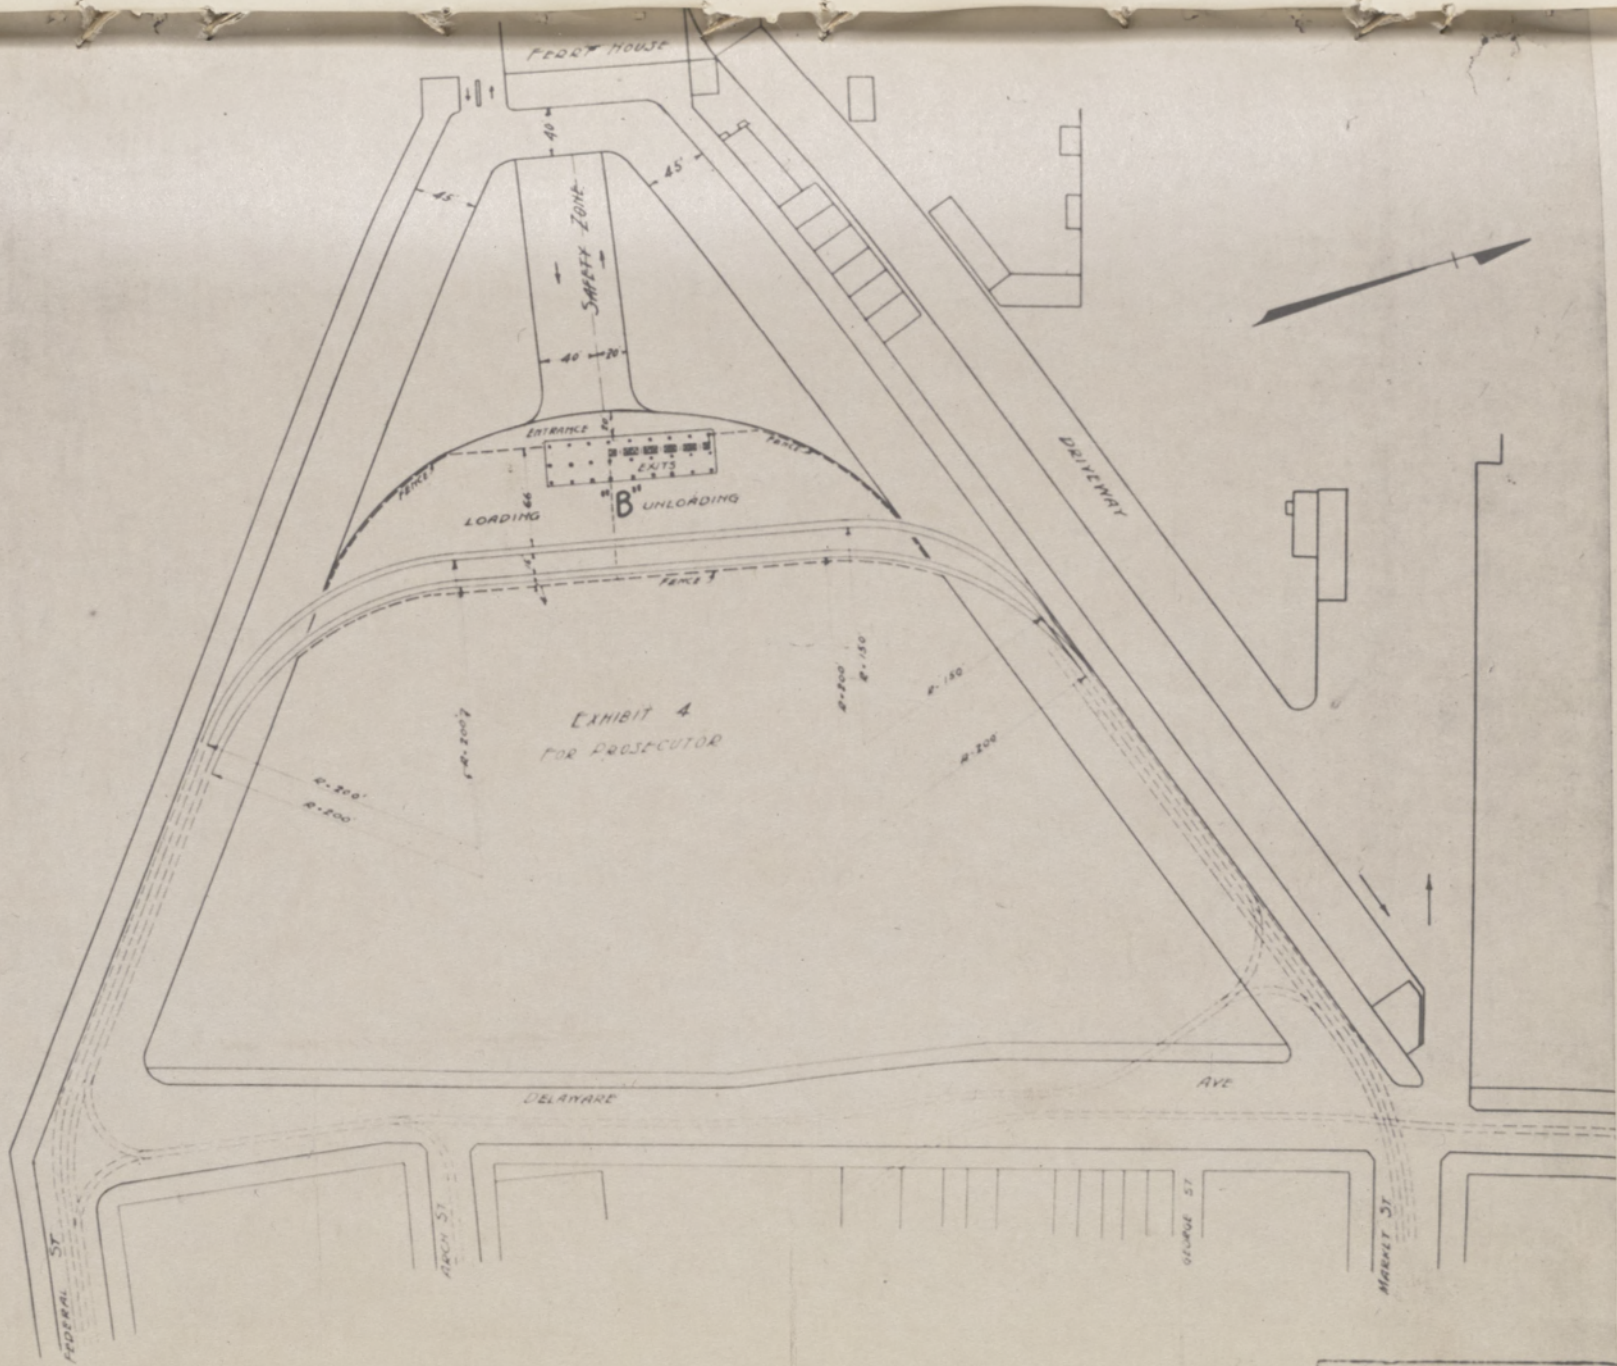 FERRY HOUSE
40
45
45
SAFETY ZONE
40 20
ENTRANCE
20
FENCE
FENCE
EXITS
66
"B"
LOADING
UNLOADING
FENCE
DRIVEWAY
R=200'
R=150
R=150'
R=200'
R=200'
EXHIBIT 4
FOR PROSECUTOR
R=200'
R=200'
DELAWARE AVE
FEDERAL ST
ARCH ST
GEORGE ST
MARKET ST